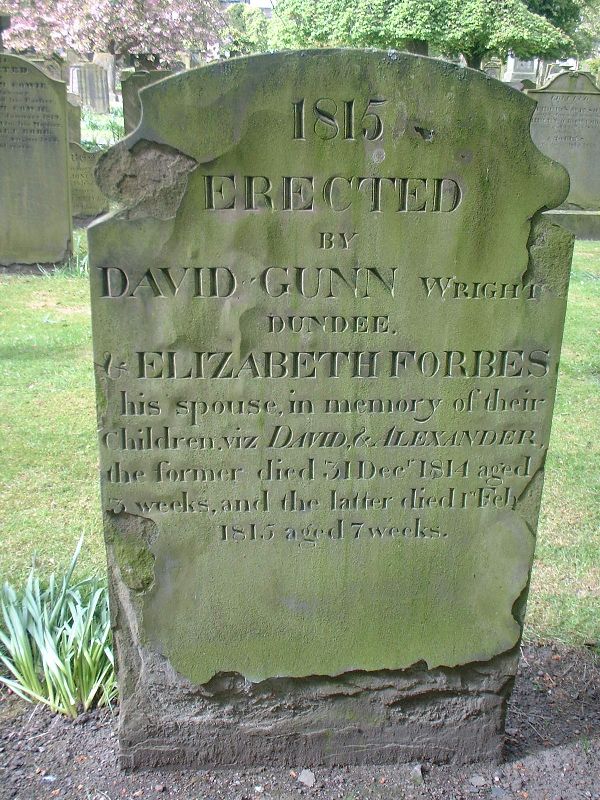 1815
ERECTED
BY
DAVID GUNN WRIGHT
DUNDEE.
& ELIZABETH FORBES
his spouse, in memory of their
Children, viz DAVID, & ALEXANDER,
the former died 31 Decr 1814 aged
3 weeks, and the latter died 1st Feb
1815 aged 7 weeks.